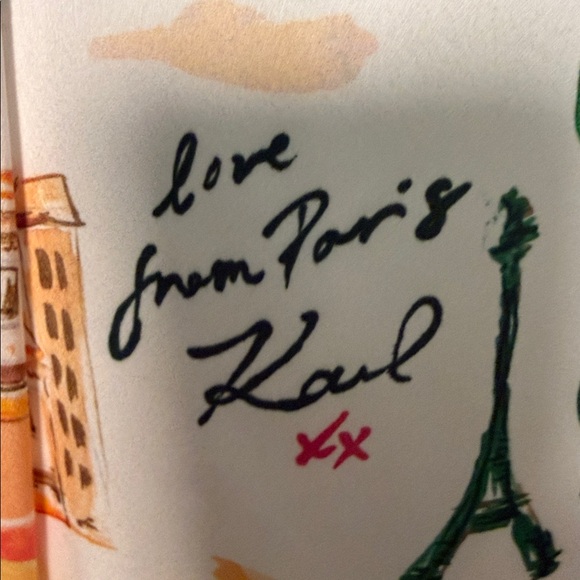 love
from Paris
Karl
xx